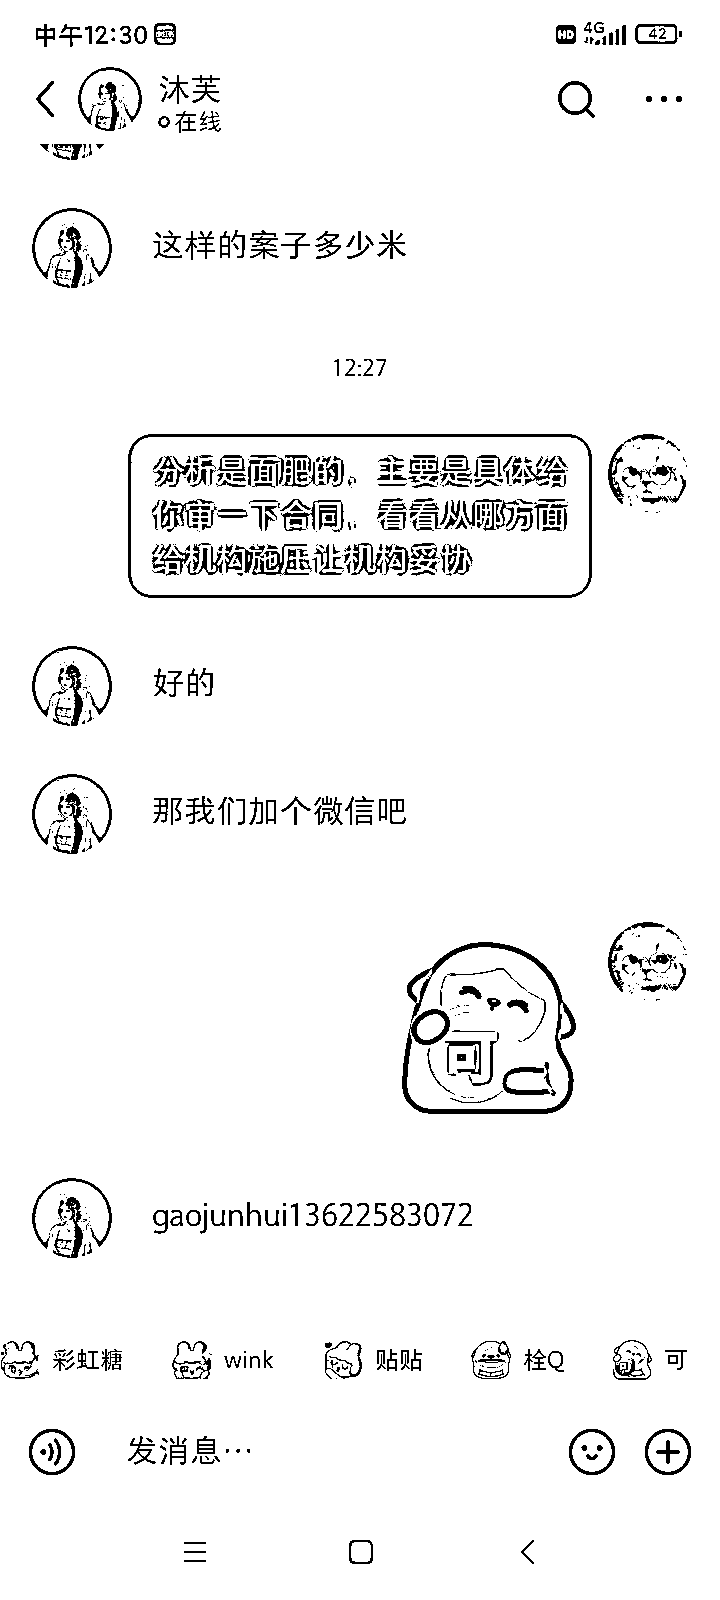 中午12:30
HD 4G 42
沐芙
在线
这样的案子多少米
12:27
分析是面肥的。主要是具体给
你审一下合同。看看从哪方面
给机构施压让机构妥协
好的
那我们加个微信吧
可
gaojunhui13622583072
彩虹糖 wink 贴贴 栓Q 可
发消息…